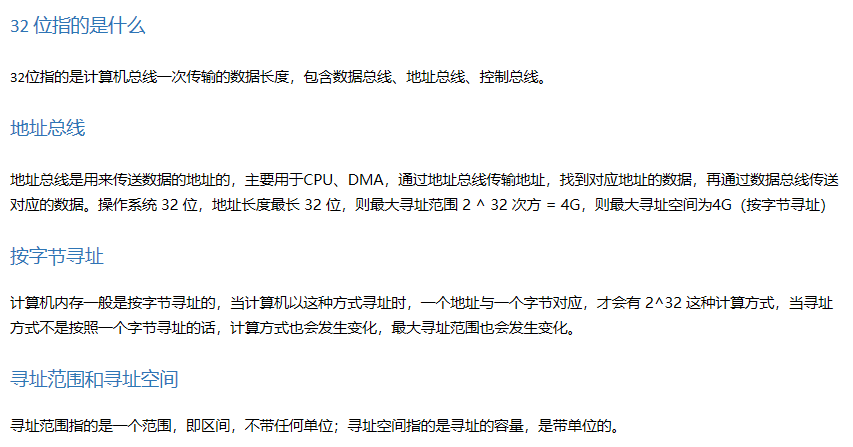 32 位指的是什么
32位指的是计算机总线一次传输的数据长度，包含数据总线、地址总线、控制总线。
地址总线
地址总线是用来传送数据的地址的，主要用于CPU、DMA，通过地址总线传输地址，找到对应地址的数据，再通过数据总线传送
对应的数据。操作系统 32 位，地址长度最长 32 位，则最大寻址范围 2 ^ 32 次方 = 4G，则最大寻址空间为4G（按字节寻址）
按字节寻址
计算机内存一般是按字节寻址的，当计算机以这种方式寻址时，一个地址与一个字节对应，才会有 2^32 这种计算方式，当寻址
方式不是按照一个字节寻址的话，计算方式也会发生变化，最大寻址范围也会发生变化。
寻址范围和寻址空间
寻址范围指的是一个范围，即区间，不带任何单位；寻址空间指的是寻址的容量，是带单位的。